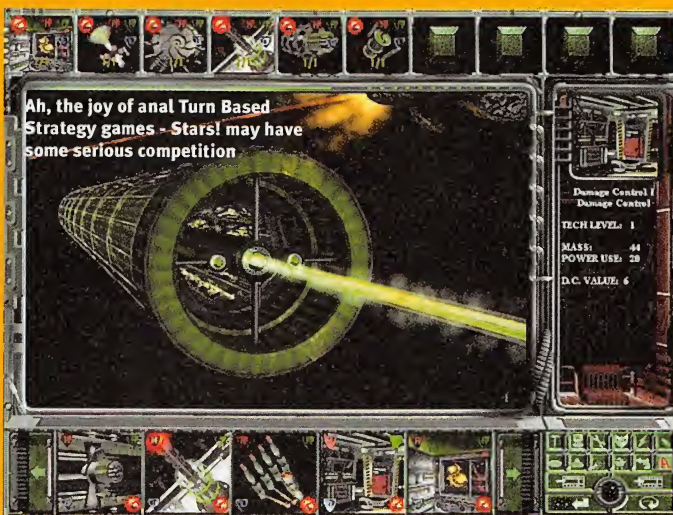 Ah, the joy of anal Turn Based
Strategy games - Stars! may have
some serious competition
Damage Control I
Damage Control
TECH LEVEL: 1
MASS: 44
POWER USE: 20
D.C. VALUE: 6